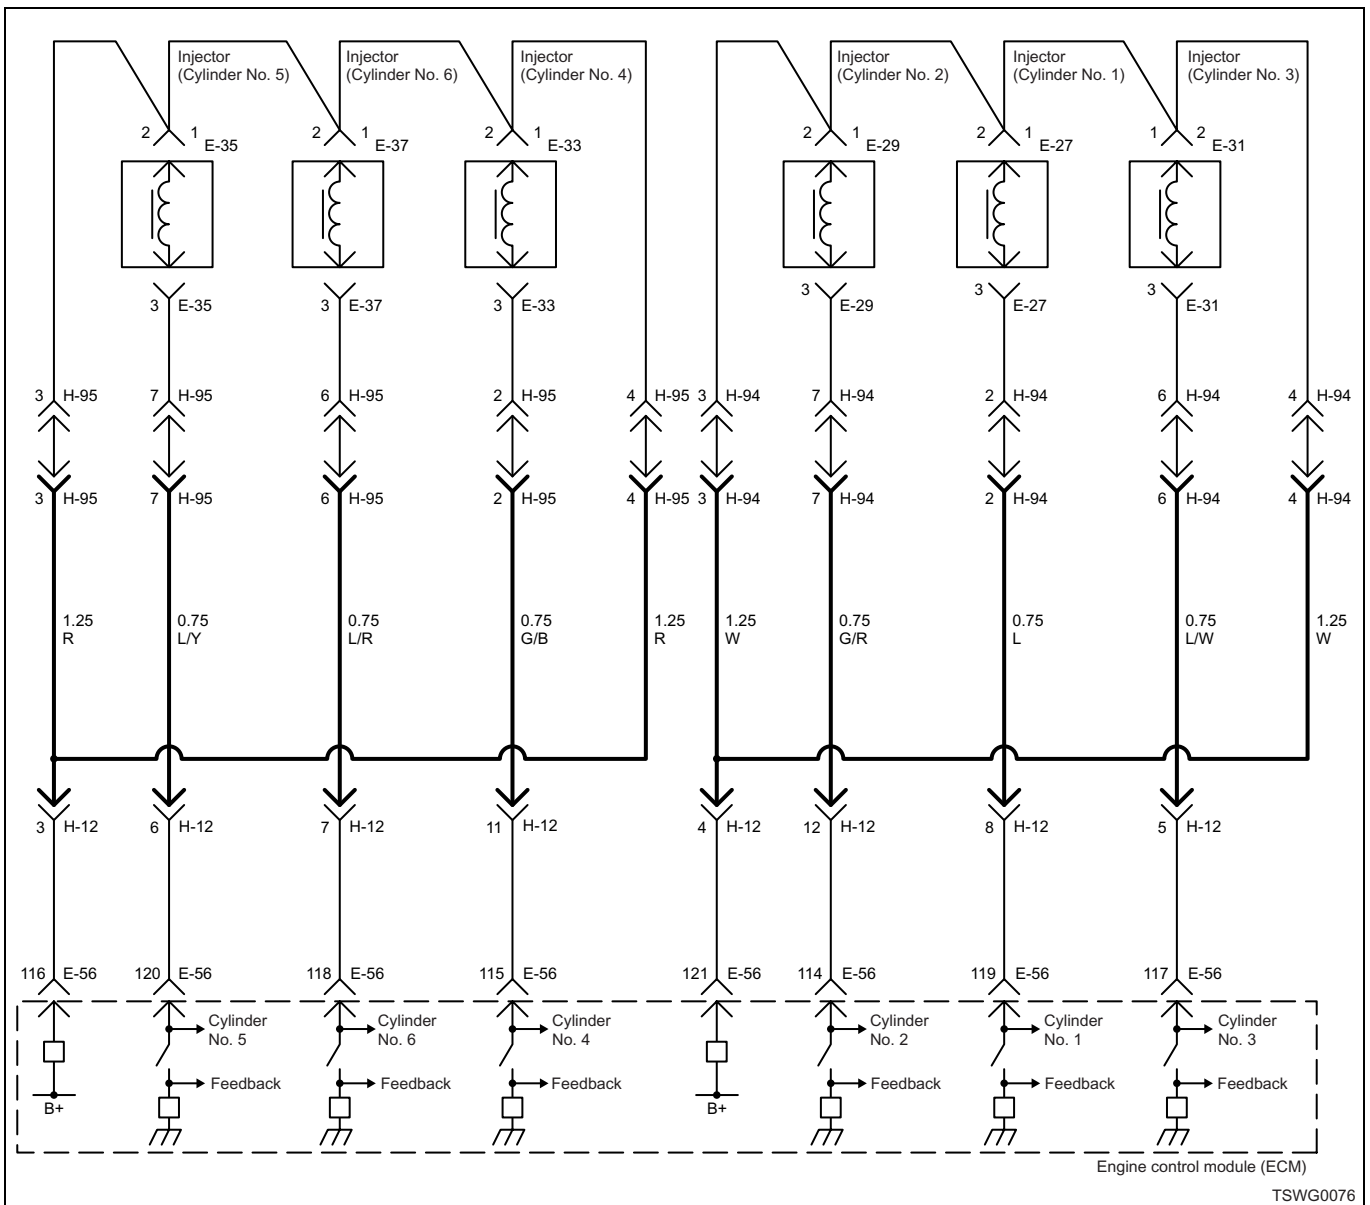 Injector
(Cylinder No. 5)
Injector
(Cylinder No. 6)
Injector
(Cylinder No. 4)
Injector
(Cylinder No. 2)
Injector
(Cylinder No. 1)
Injector
(Cylinder No. 3)
2 1 E-35 2 1 E-37 2 1 E-33 2 1 E-29 2 1 E-27 1 2 E-31
3 E-35 3 E-37 3 E-33 3 E-29 3 E-27 3 E-31
3 H-95 7 H-95 6 H-95 2 H-95 4 H-95 3 H-94 7 H-94 2 H-94 6 H-94 4 H-94
3 H-95 7 H-95 6 H-95 2 H-95 4 H-95 3 H-94 7 H-94 2 H-94 6 H-94 4 H-94
1.25 0.75 0.75 0.75 1.25 1.25 0.75 0.75 0.75 1.25
R L/Y L/R G/B R W G/R L L/W W
3 H-12 6 H-12 7 H-12 11 H-12 4 H-12 12 H-12 8 H-12 5 H-12
116 E-56 120 E-56 118 E-56 115 E-56 121 E-56 114 E-56 119 E-56 117 E-56
Cylinder
No. 5
Cylinder
No. 6
Cylinder
No. 4
Cylinder
No. 2
Cylinder
No. 1
Cylinder
No. 3
Feedback Feedback Feedback Feedback Feedback Feedback
B+ B+
Engine control module (ECM)
TSWG0076